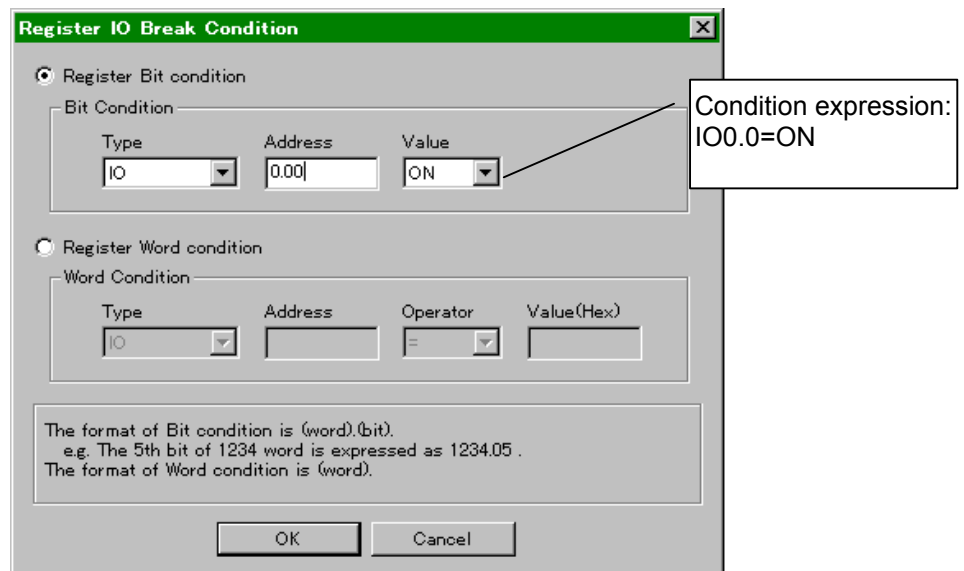 Register IO Break Condition
Register Bit condition
Bit Condition
Type Address Value
IO 0.00 ON
Condition expression:
IO0.0=ON
Register Word condition
Word Condition
Type Address Operator Value(Hex)
IO =
The format of Bit condition is (word).(bit).
e.g. The 5th bit of 1234 word is expressed as 1234.05 .
The format of Word condition is (word).
OK Cancel